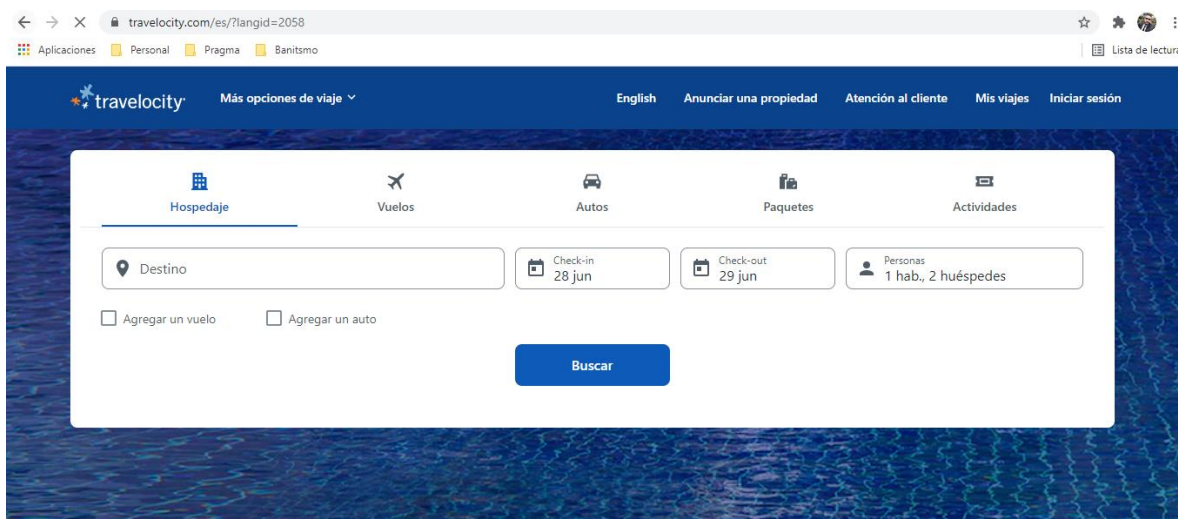 travelocity.com/es/?langid=2058
Aplicaciones Personal Pragma Banitsmo Lista de lectura
travelocity Más opciones de viaje English Anunciar una propiedad Atención al cliente Mis viajes Iniciar sesión
Hospedaje Vuelos Autos Paquetes Actividades
Destino
Check-in
28 jun
Check-out
29 jun
Personas
1 hab., 2 huéspedes
Agregar un vuelo Agregar un auto
Buscar